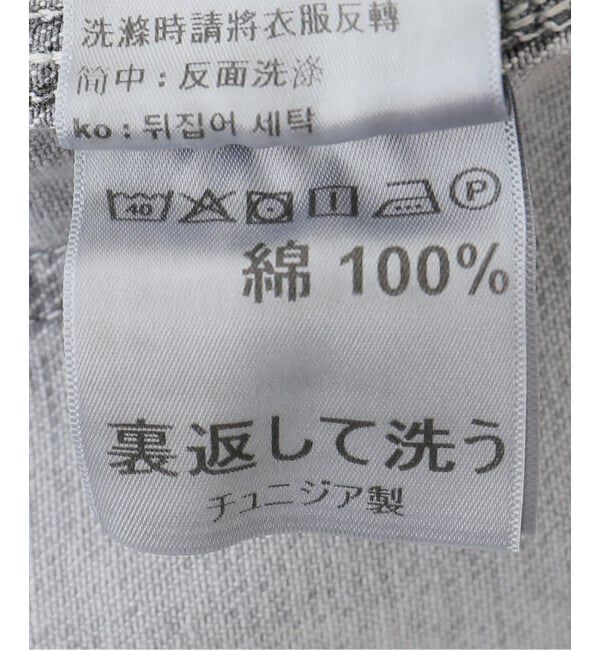 洗滌時請將衣服反轉
简中 : 反面洗涤
ko : 뒤집어 세탁
40 P
綿 100%
裏返して洗う
チュニジア製